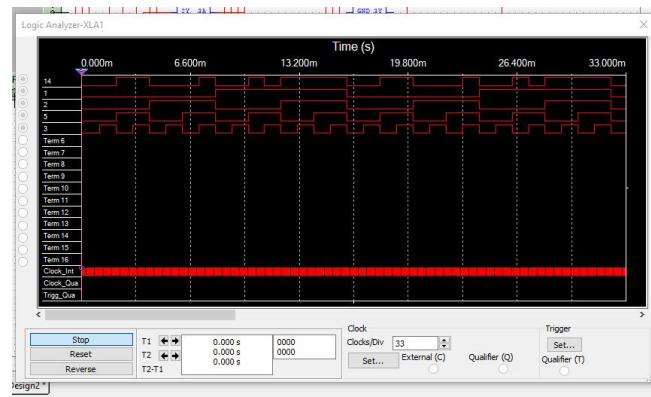 Logic Analyzer-XLA1
Time (s)
0.000m 6.600m 13.200m 19.800m 26.400m 33.000m
14
1
2
5
3
Term 6
Term 7
Term 8
Term 9
Term 10
Term 11
Term 12
Term 13
Term 14
Term 15
Term 16
Clock_Int
Clock_Qua
Trigg_Qua
Stop
Reset
Reverse
T1 0.000 s 0000
T2 0.000 s 0000
T2-T1 0.000 s
Clock
Clocks/Div 33
Set... External (C) Qualifier (Q)
Trigger
Set...
Qualifier (T)
Design2 *